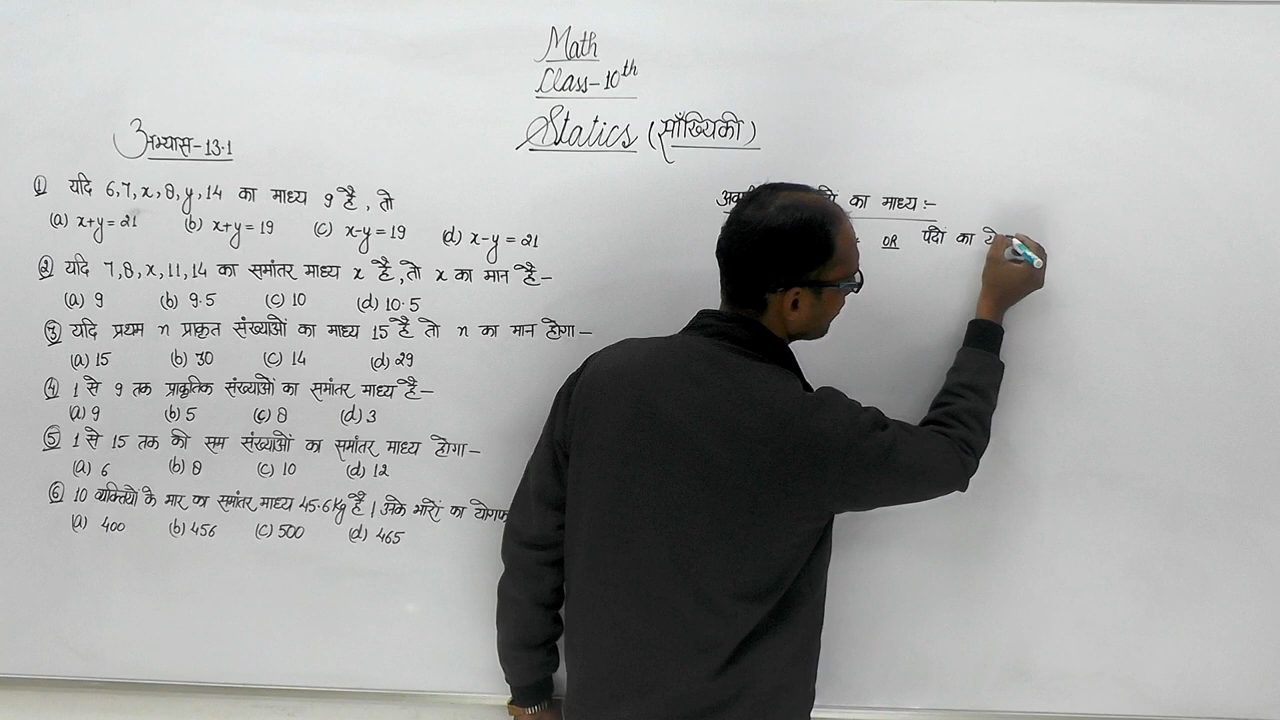 Math
Class-10th
Statics (साँख्यिकी)
अभ्यास-13.1
① यदि 6,7,x,8,y,14 का माध्य 9 है, तो
(a) x+y=21 (b) x+y=19 (c) x-y=19 (d) x-y=21
② यदि 7,8,x,11,14 का समांतर माध्य x है, तो x का मान है-
(a) 9 (b) 9.5 (c) 10 (d) 10.5
③ यदि प्रथम n प्राकृत संख्याओं का माध्य 15 है तो n का मान होगा-
(a) 15 (b) 30 (c) 14 (d) 29
④ 1 से 9 तक प्राकृतिक संख्याओं का समांतर माध्य है-
(a) 9 (b) 5 (c) 8 (d) 3
⑤ 1 से 15 तक की सम संख्याओं का समांतर माध्य होगा-
(a) 6 (b) 8 (c) 10 (d) 12
⑥ 10 व्यक्तियों के भार का समांतर माध्य 45.6Kg है। भारों का
(a) 400 (b) 456 (c) 500 (d) 465
का माध्य :-
OR पदों का